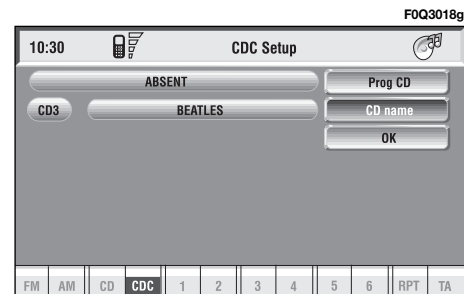 F0Q3018g
10:30 CDC Setup
ABSENT Prog CD
CD3 BEATLES CD name
OK
FM AM CD CDC 1 2 3 4 5 6 RPT TA